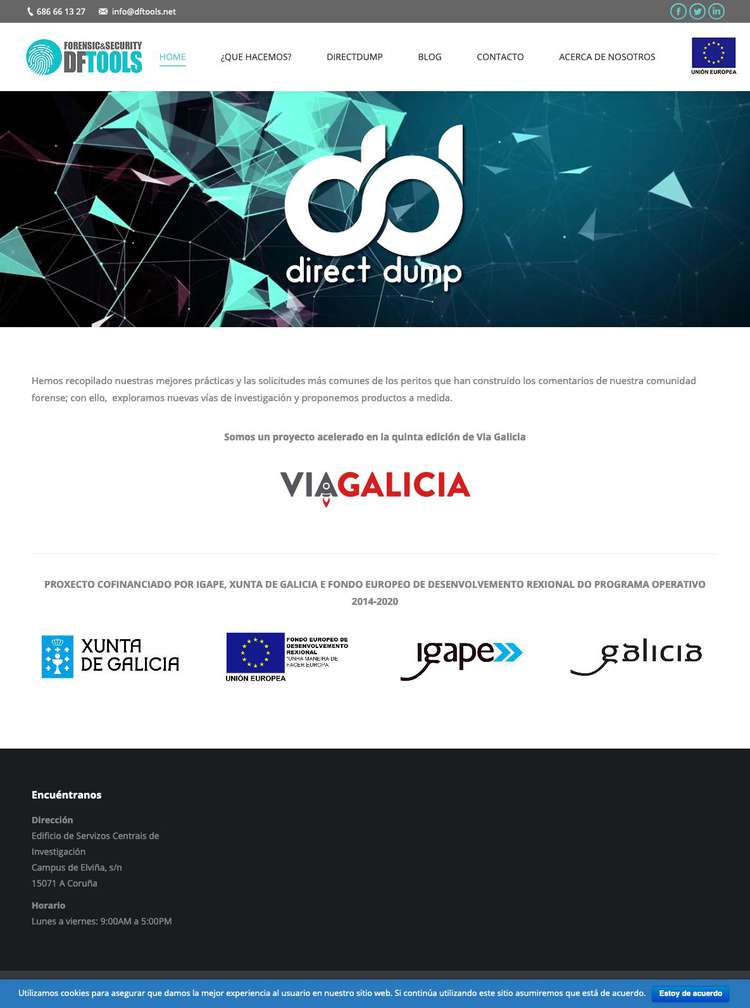 686 66 13 27 info@dftools.net
FORENSIC&SECURITY
DFTOOLS
HOME ¿QUE HACEMOS? DIRECTDUMP BLOG CONTACTO ACERCA DE NOSOTROS
UNIÓN EUROPEA
direct dump
Hemos recopilado nuestras mejores prácticas y las solicitudes más comunes de los peritos que han construido los comentarios de nuestra comunidad
forense; con ello, exploramos nuevas vías de investigación y proponemos productos a medida.
Somos un proyecto acelerado en la quinta edición de Via Galicia
VIAGALICIA
PROXECTO COFINANCIADO POR IGAPE, XUNTA DE GALICIA E FONDO EUROPEO DE DESENVOLVEMENTO REXIONAL DO PROGRAMA OPERATIVO
2014-2020
XUNTA
DE GALICIA
FONDO EUROPEO DE
DESENVOLVEMENTO
REXIONAL
"UNHA MANEIRA DE
FACER EUROPA"
UNIÓN EUROPEA
igape
galicia
Encuéntranos
Dirección
Edificio de Servizos Centrais de
Investigación
Campus de Elviña, s/n
15071 A Coruña
Horario
Lunes a viernes: 9:00AM a 5:00PM
Utilizamos cookies para asegurar que damos la mejor experiencia al usuario en nuestro sitio web. Si continúa utilizando este sitio asumiremos que está de acuerdo. Estoy de acuerdo